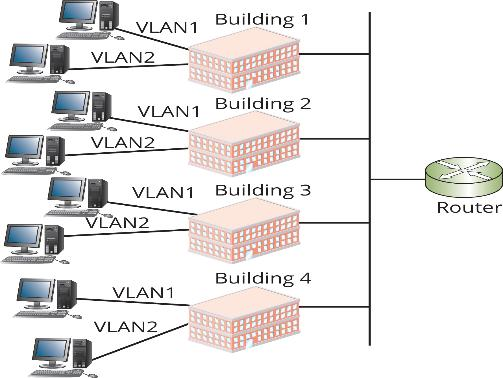 VLAN1
Building 1
VLAN2
VLAN1
Building 2
VLAN2
VLAN1
Building 3
VLAN2
Router
Building 4
VLAN1
VLAN2